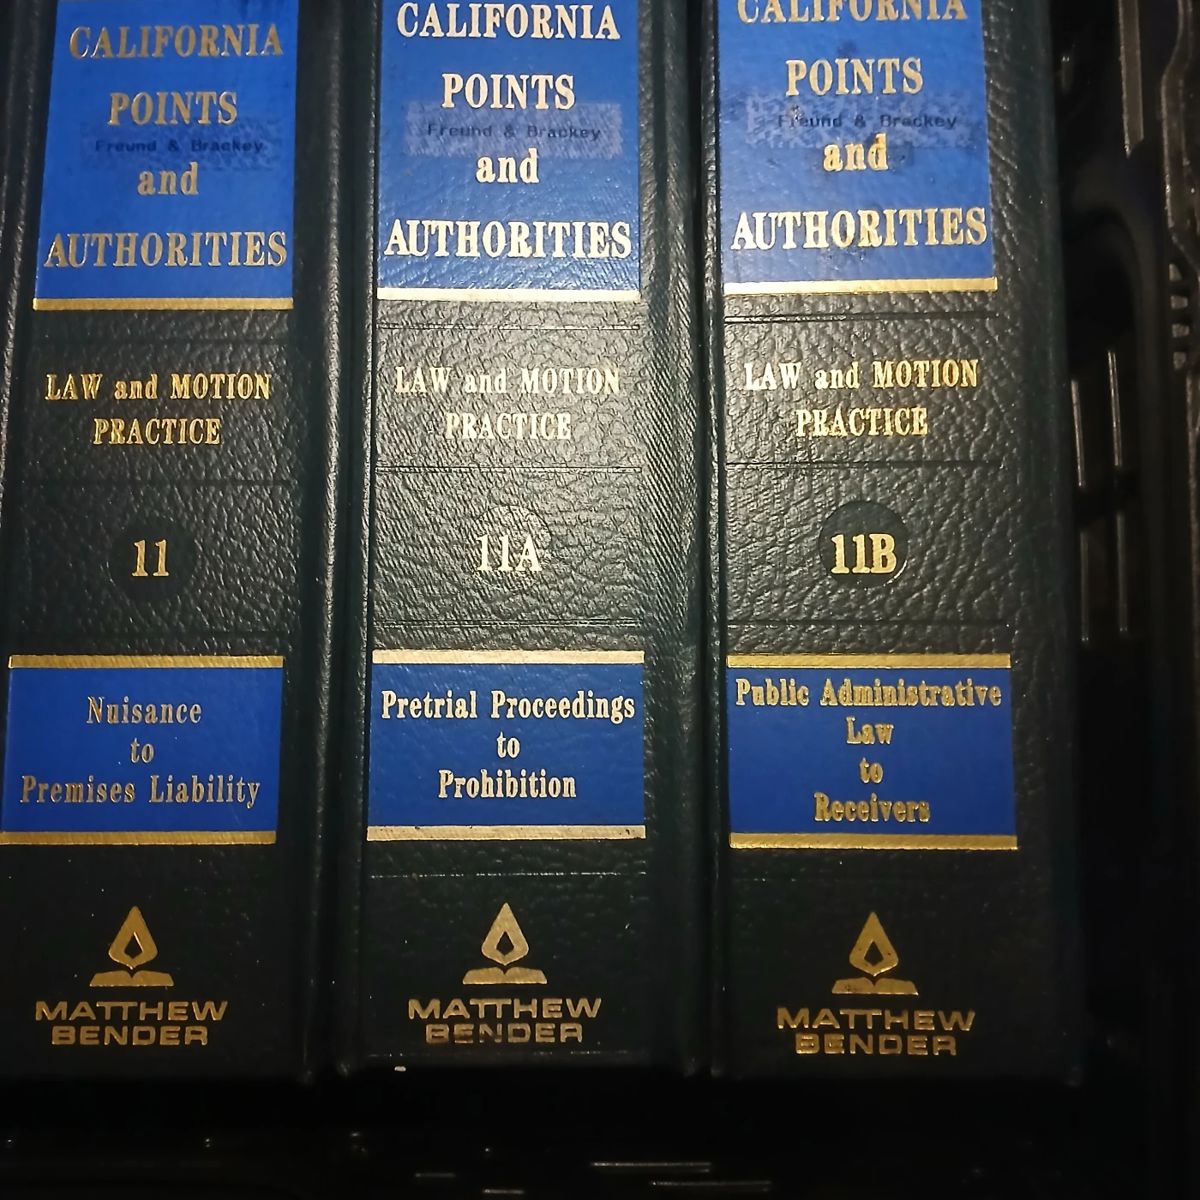 CALIFORNIA
POINTS
Freund & Brackey
and
AUTHORITIES
LAW and MOTION
PRACTICE
11
Nuisance
to
Premises Liability
MATTHEW
BENDER
CALIFORNIA
POINTS
Freund & Brackey
and
AUTHORITIES
LAW and MOTION
PRACTICE
11A
Pretrial Proceedings
to
Prohibition
MATTHEW
BENDER
CALIFORNIA
POINTS
Freund & Brackey
and
AUTHORITIES
LAW and MOTION
PRACTICE
11B
Public Administrative
Law
to
Receivers
MATTHEW
BENDER